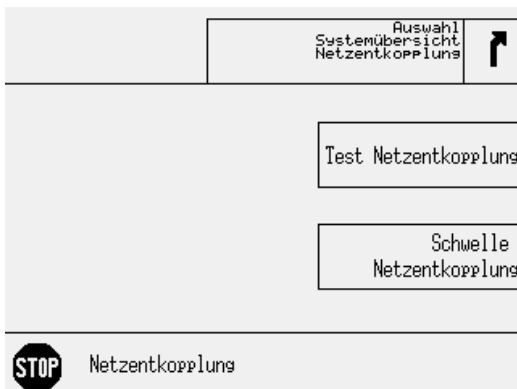 Auswahl
Systemübersicht
Netzentkopplung
Test Netzentkopplung
Schwelle
Netzentkopplung
STOP
Netzentkopplung